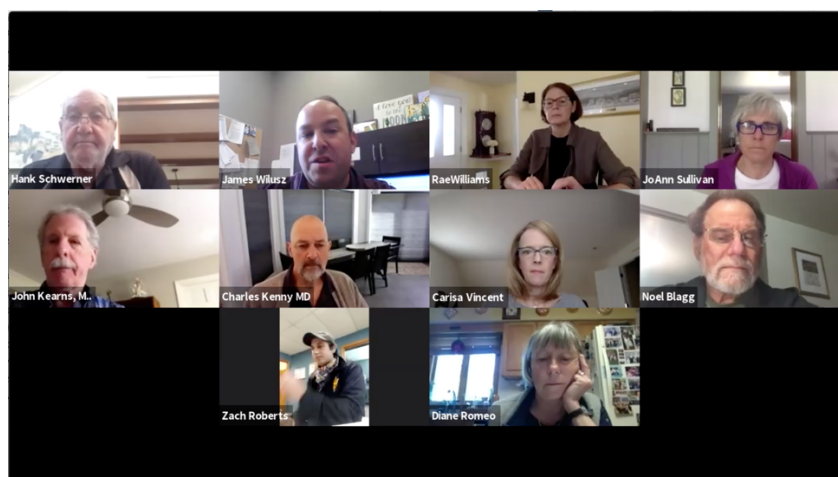 Hank Schwerner
James Wilusz
RaeWilliams
JoAnn Sullivan
John Kearns, M..
Charles Kenny MD
Carisa Vincent
Noel Blagg
Zach Roberts
Diane Romeo